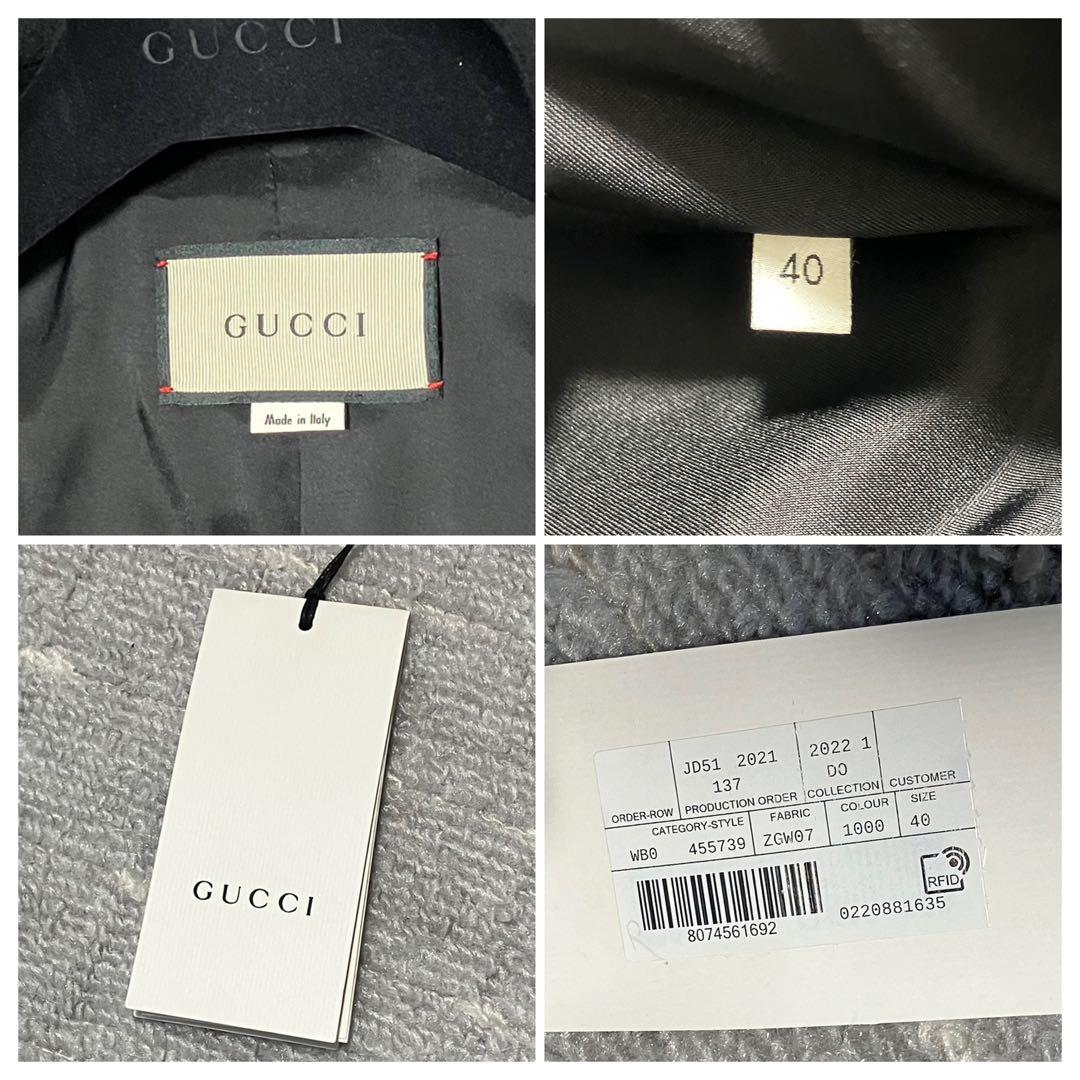 GUCCI
GUCCI
Made in Italy
40
GUCCI
JD51 2021
137
2022 1
DO
ORDER-ROW PRODUCTION ORDER COLLECTION CUSTOMER
CATEGORY-STYLE FABRIC COLOUR SIZE
WB0 455739 ZGW07 1000 40
RFID
8074561692
0220881635